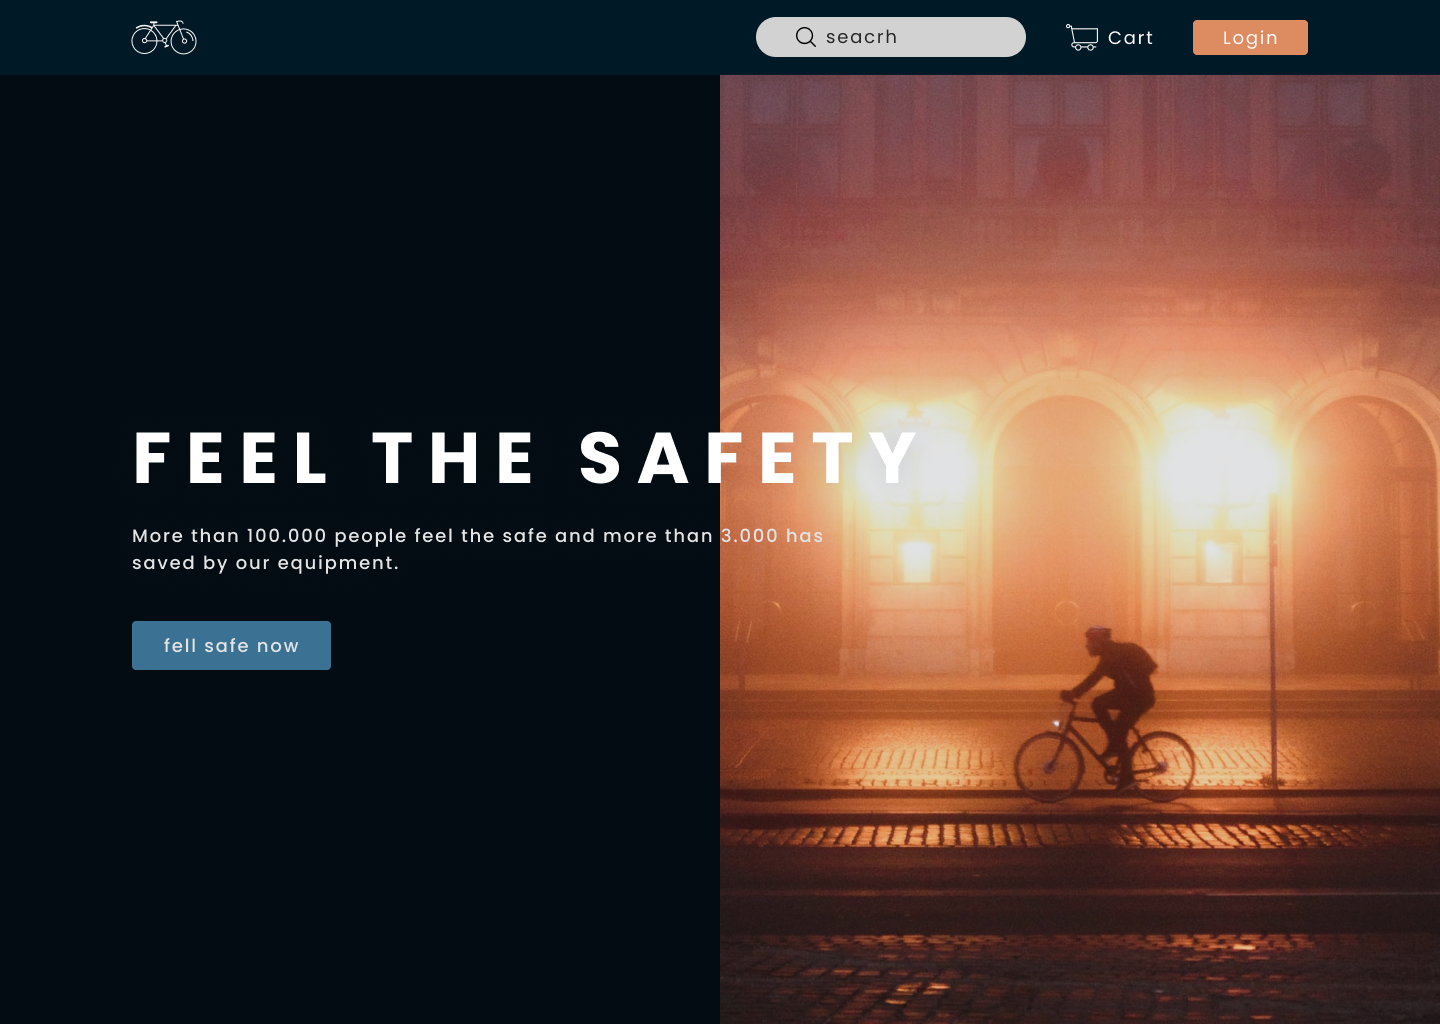 seacrh
Cart
Login
FEEL THE SAFETY
More than 100.000 people feel the safe and more than 3.000 has
saved by our equipment.
fell safe now